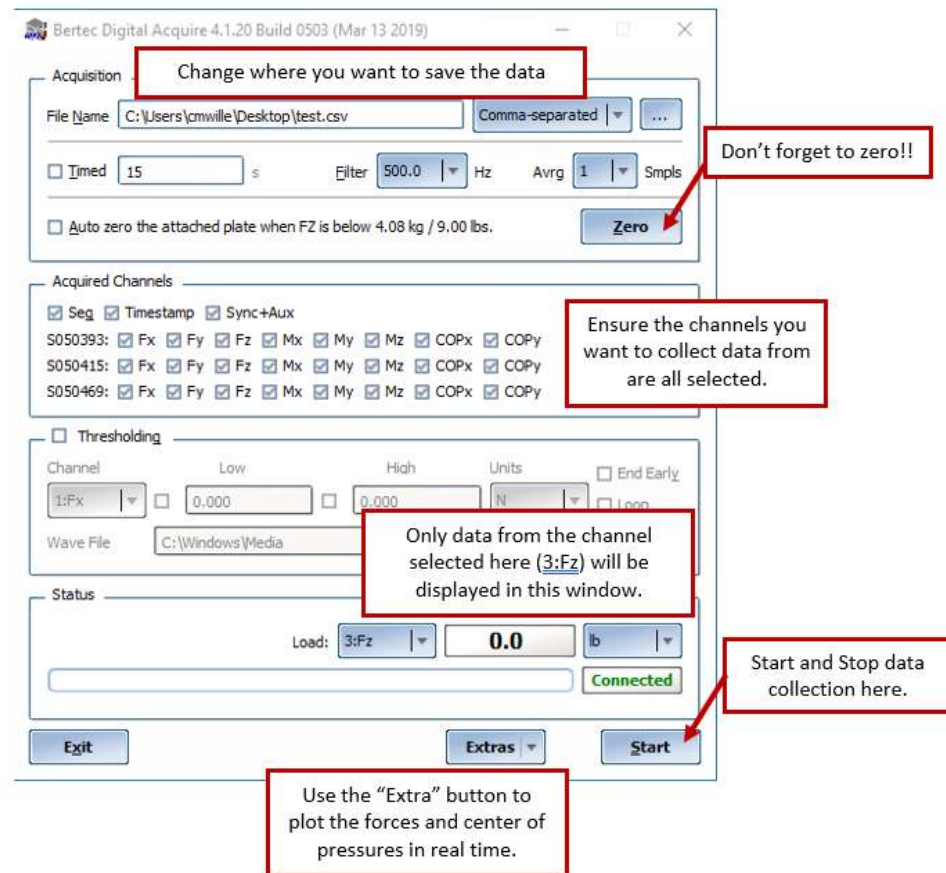 Bertec Digital Acquire 4.1.20 Build 0503 (Mar 13 2019)
Change where you want to save the data
Acquisition
File Name C:\Users\cmwille\Desktop\test.csv Comma-separated ...
Don't forget to zero!!
Timed 15 s Filter 500.0 Hz Avrg 1 Smpls
Auto zero the attached plate when FZ is below 4.08 kg / 9.00 lbs. Zero
Acquired Channels
Seg Timestamp Sync+Aux
S050393: Fx Fy Fz Mx My Mz COPx COPy
S050415: Fx Fy Fz Mx My Mz COPx COPy
S050469: Fx Fy Fz Mx My Mz COPx COPy
Ensure the channels you
want to collect data from
are all selected.
Thresholding
Channel Low High Units End Early
1:Fx 0.000 0.000 N Loop
Wave File C:\Windows\Media
Only data from the channel
selected here (3:Fz) will be
displayed in this window.
Status
Load: 3:Fz 0.0 lb
Connected
Start and Stop data
collection here.
Exit Extras Start
Use the “Extra” button to
plot the forces and center of
pressures in real time.